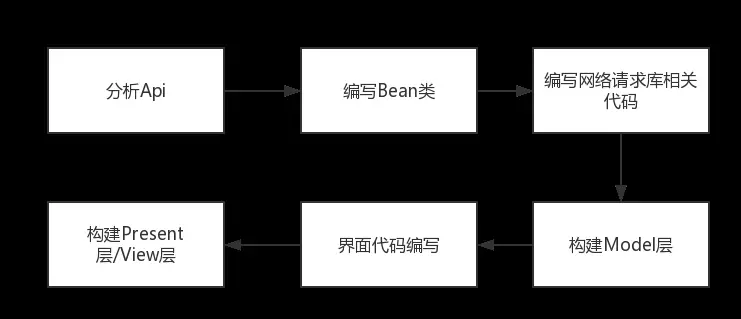 分析Api
编写Bean类
编写网络请求库相关
代码
构建Present
层/View层
界面代码编写
构建Model层